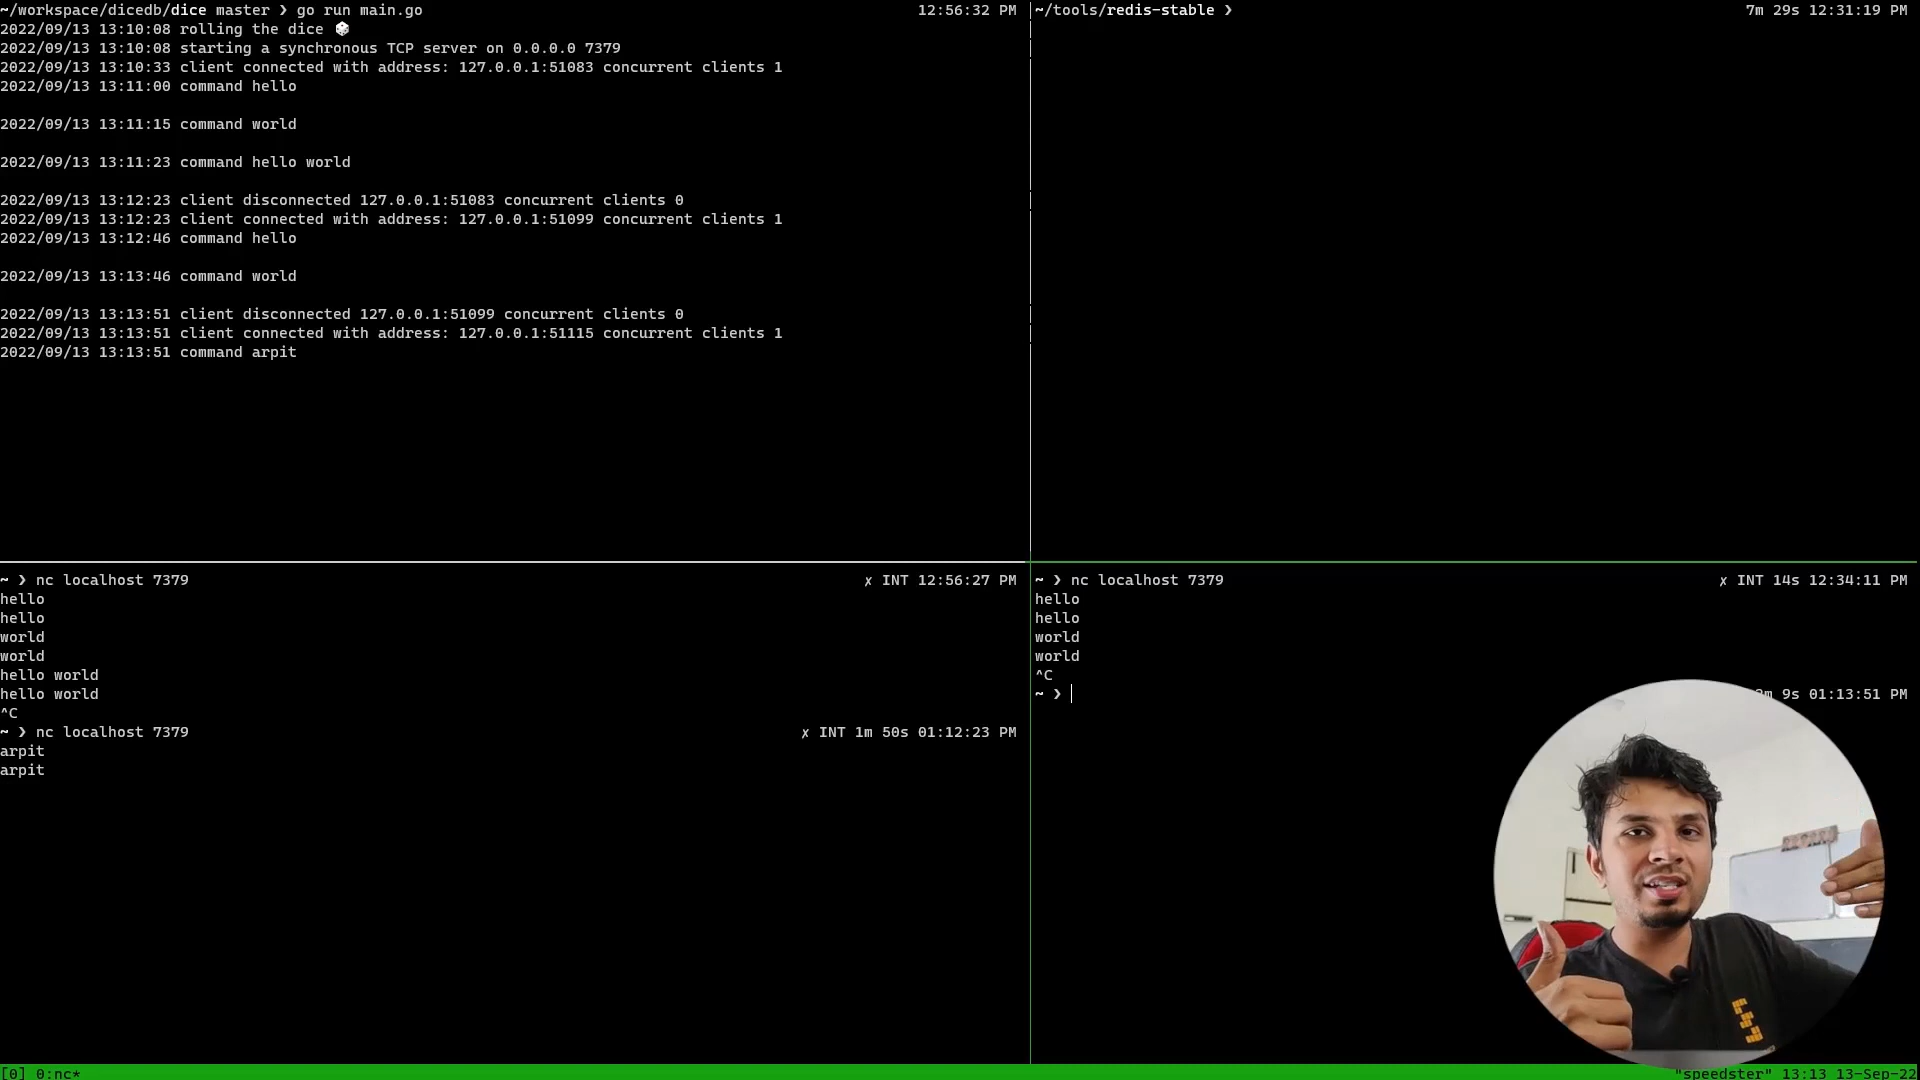 ~/workspace/dicedb/dice master ❯ go run main.go 12:56:32 PM
2022/09/13 13:10:08 rolling the dice 🎲
2022/09/13 13:10:08 starting a synchronous TCP server on 0.0.0.0 7379
2022/09/13 13:10:33 client connected with address: 127.0.0.1:51083 concurrent clients 1
2022/09/13 13:11:00 command hello
2022/09/13 13:11:15 command world
2022/09/13 13:11:23 command hello world
2022/09/13 13:12:23 client disconnected 127.0.0.1:51083 concurrent clients 0
2022/09/13 13:12:23 client connected with address: 127.0.0.1:51099 concurrent clients 1
2022/09/13 13:12:46 command hello
2022/09/13 13:13:46 command world
2022/09/13 13:13:51 client disconnected 127.0.0.1:51099 concurrent clients 0
2022/09/13 13:13:51 client connected with address: 127.0.0.1:51115 concurrent clients 1
2022/09/13 13:13:51 command arpit
~/tools/redis-stable ❯ 7m 29s 12:31:19 PM
~ ❯ nc localhost 7379 ✗ INT 12:56:27 PM
hello
hello
world
world
hello world
hello world
^C
~ ❯ nc localhost 7379 ✗ INT 1m 50s 01:12:23 PM
arpit
arpit
~ ❯ nc localhost 7379 ✗ INT 14s 12:34:11 PM
hello
hello
world
world
^C
~ ❯ 9s 01:13:51 PM
[0] 0:nc* "speedster" 13:13 13-Sep-22